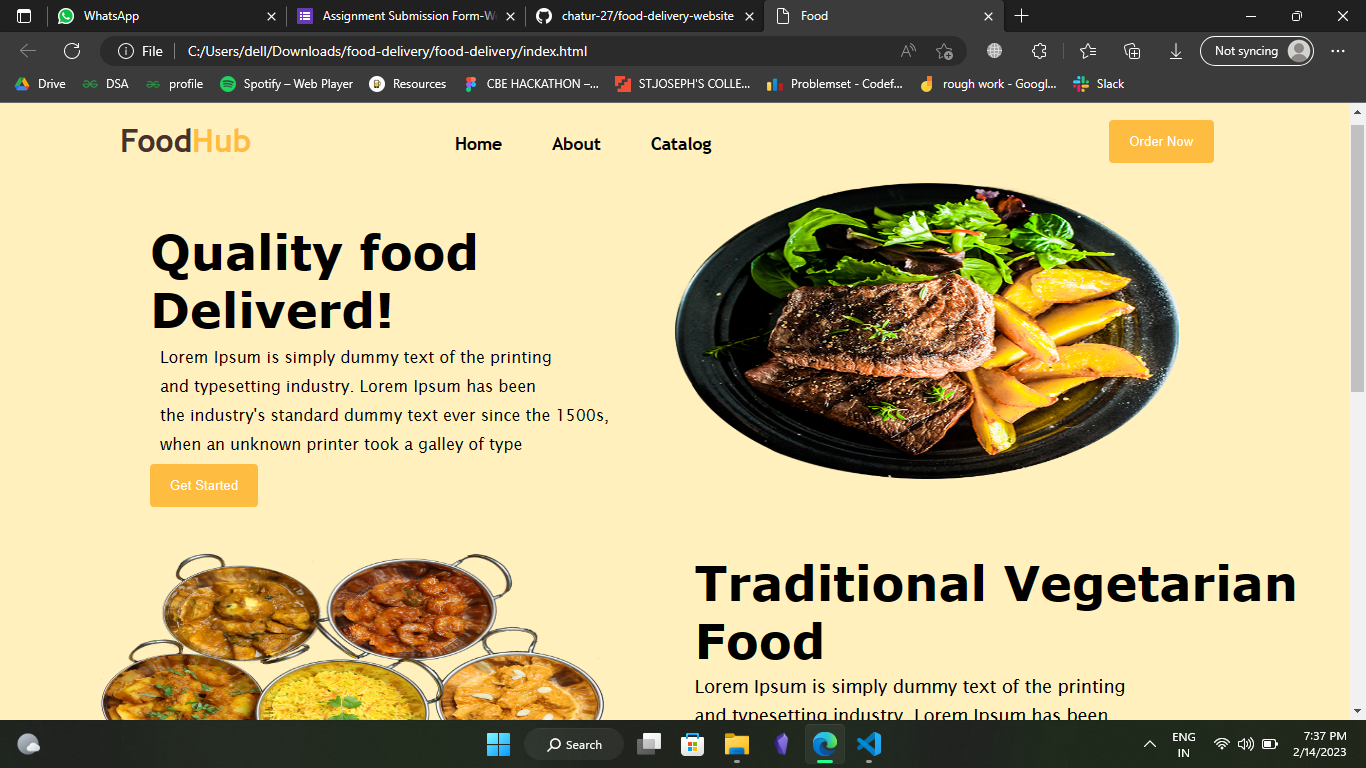 WhatsApp
Assignment Submission Form-W
chatur-27/food-delivery-website
Food
File
C:/Users/dell/Downloads/food-delivery/food-delivery/index.html
Not syncing
Drive
DSA
profile
Spotify – Web Player
Resources
CBE HACKATHON –...
ST.JOSEPH'S COLLE...
Problemset - Codef...
rough work - Googl...
Slack
FoodHub
Home
About
Catalog
Order Now
Quality food
Deliverd!
Lorem Ipsum is simply dummy text of the printing
and typesetting industry. Lorem Ipsum has been
the industry's standard dummy text ever since the 1500s,
when an unknown printer took a galley of type
Get Started
Traditional Vegetarian
Food
Lorem Ipsum is simply dummy text of the printing
and typesetting industry. Lorem Ipsum has been
Search
ENG
IN
7:37 PM
2/14/2023